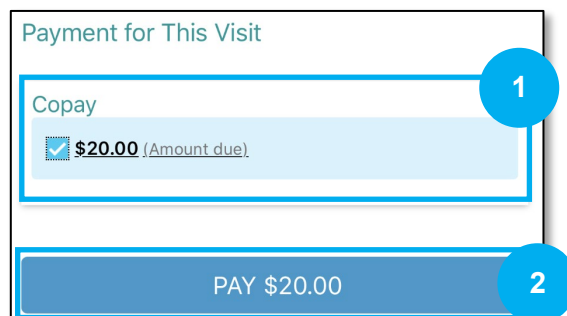 Payment for This Visit
1
Copay
$20.00 (Amount due)
PAY $20.00
2